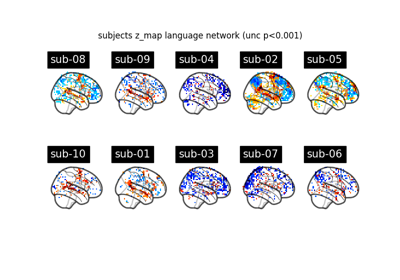 subjects z_map language network (unc p<0.001)
sub-08 sub-09 sub-04 sub-02 sub-05
sub-10 sub-01 sub-03 sub-07 sub-06